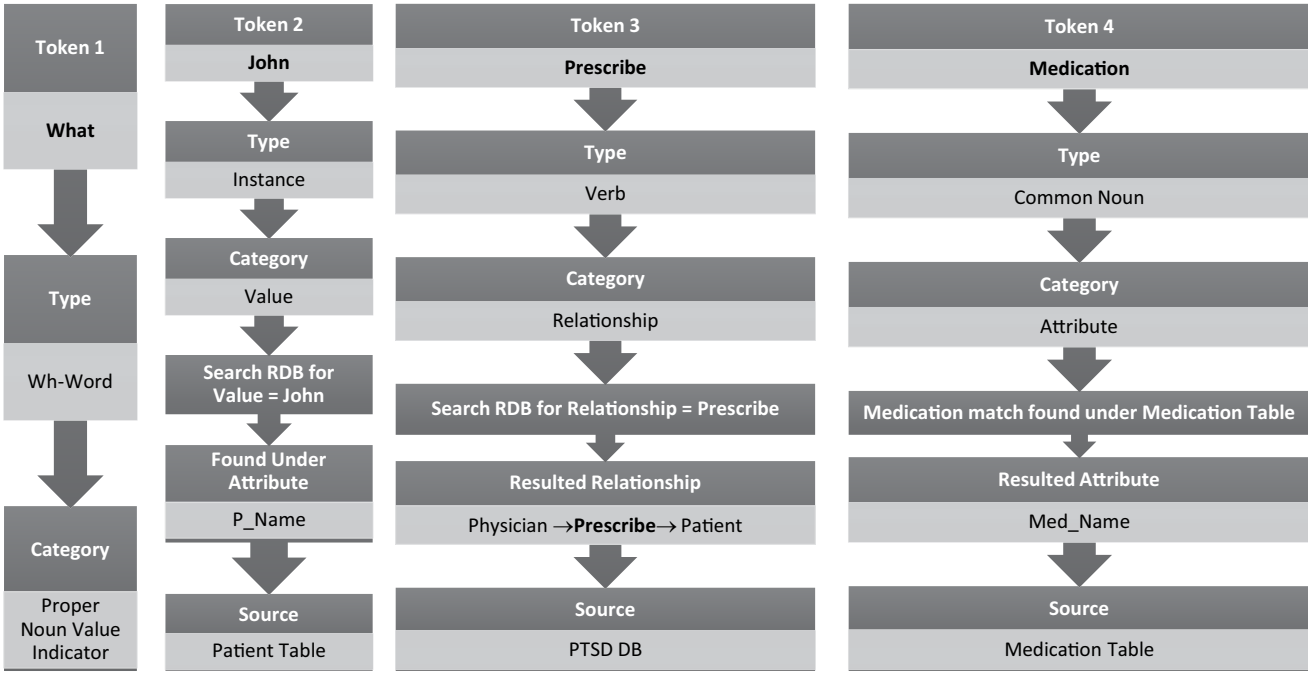 Token 1
What
Type
Wh-Word
Category
Proper
Noun Value
Indicator
Token 2
John
Type
Instance
Category
Value
Search RDB for
Value = John
Found Under
Attribute
P_Name
Source
Patient Table
Token 3
Prescribe
Type
Verb
Category
Relationship
Search RDB for Relationship = Prescribe
Resulted Relationship
Physician →Prescribe→ Patient
Source
PTSD DB
Token 4
Medication
Type
Common Noun
Category
Attribute
Medication match found under Medication Table
Resulted Attribute
Med_Name
Source
Medication Table